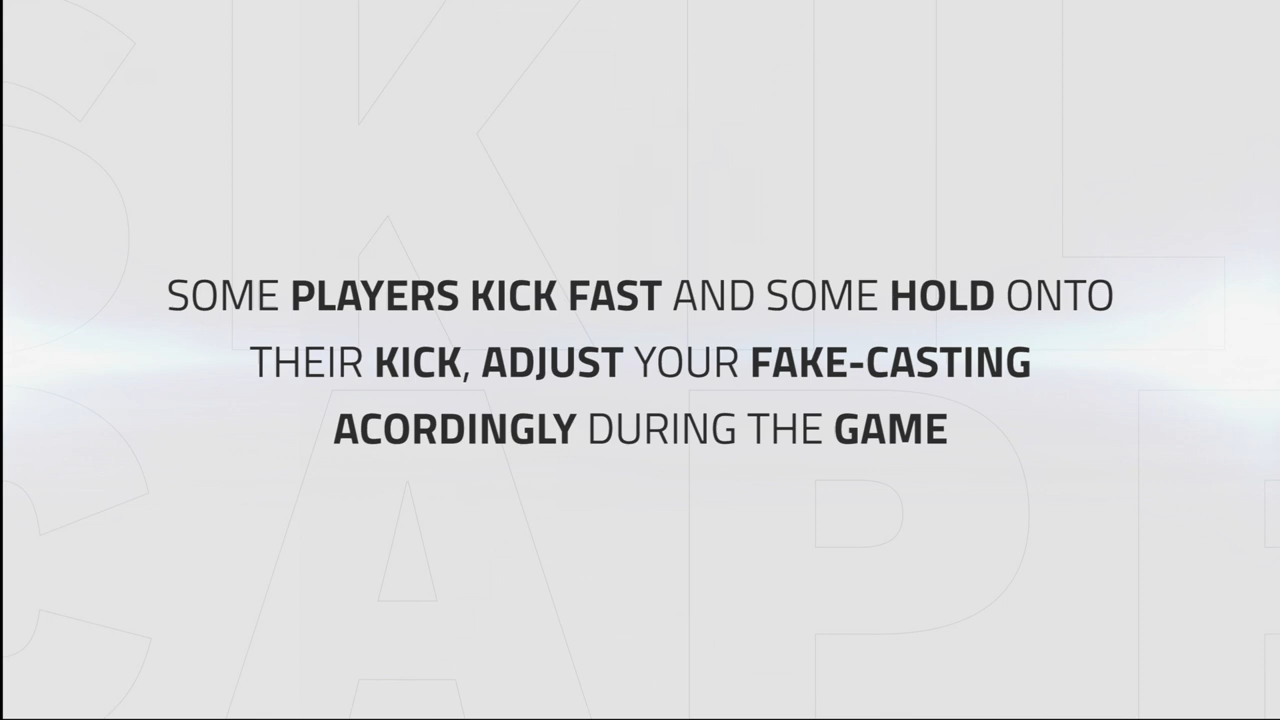 SOME PLAYERS KICK FAST AND SOME HOLD ONTO
THEIR KICK, ADJUST YOUR FAKE-CASTING
ACORDINGLY DURING THE GAME